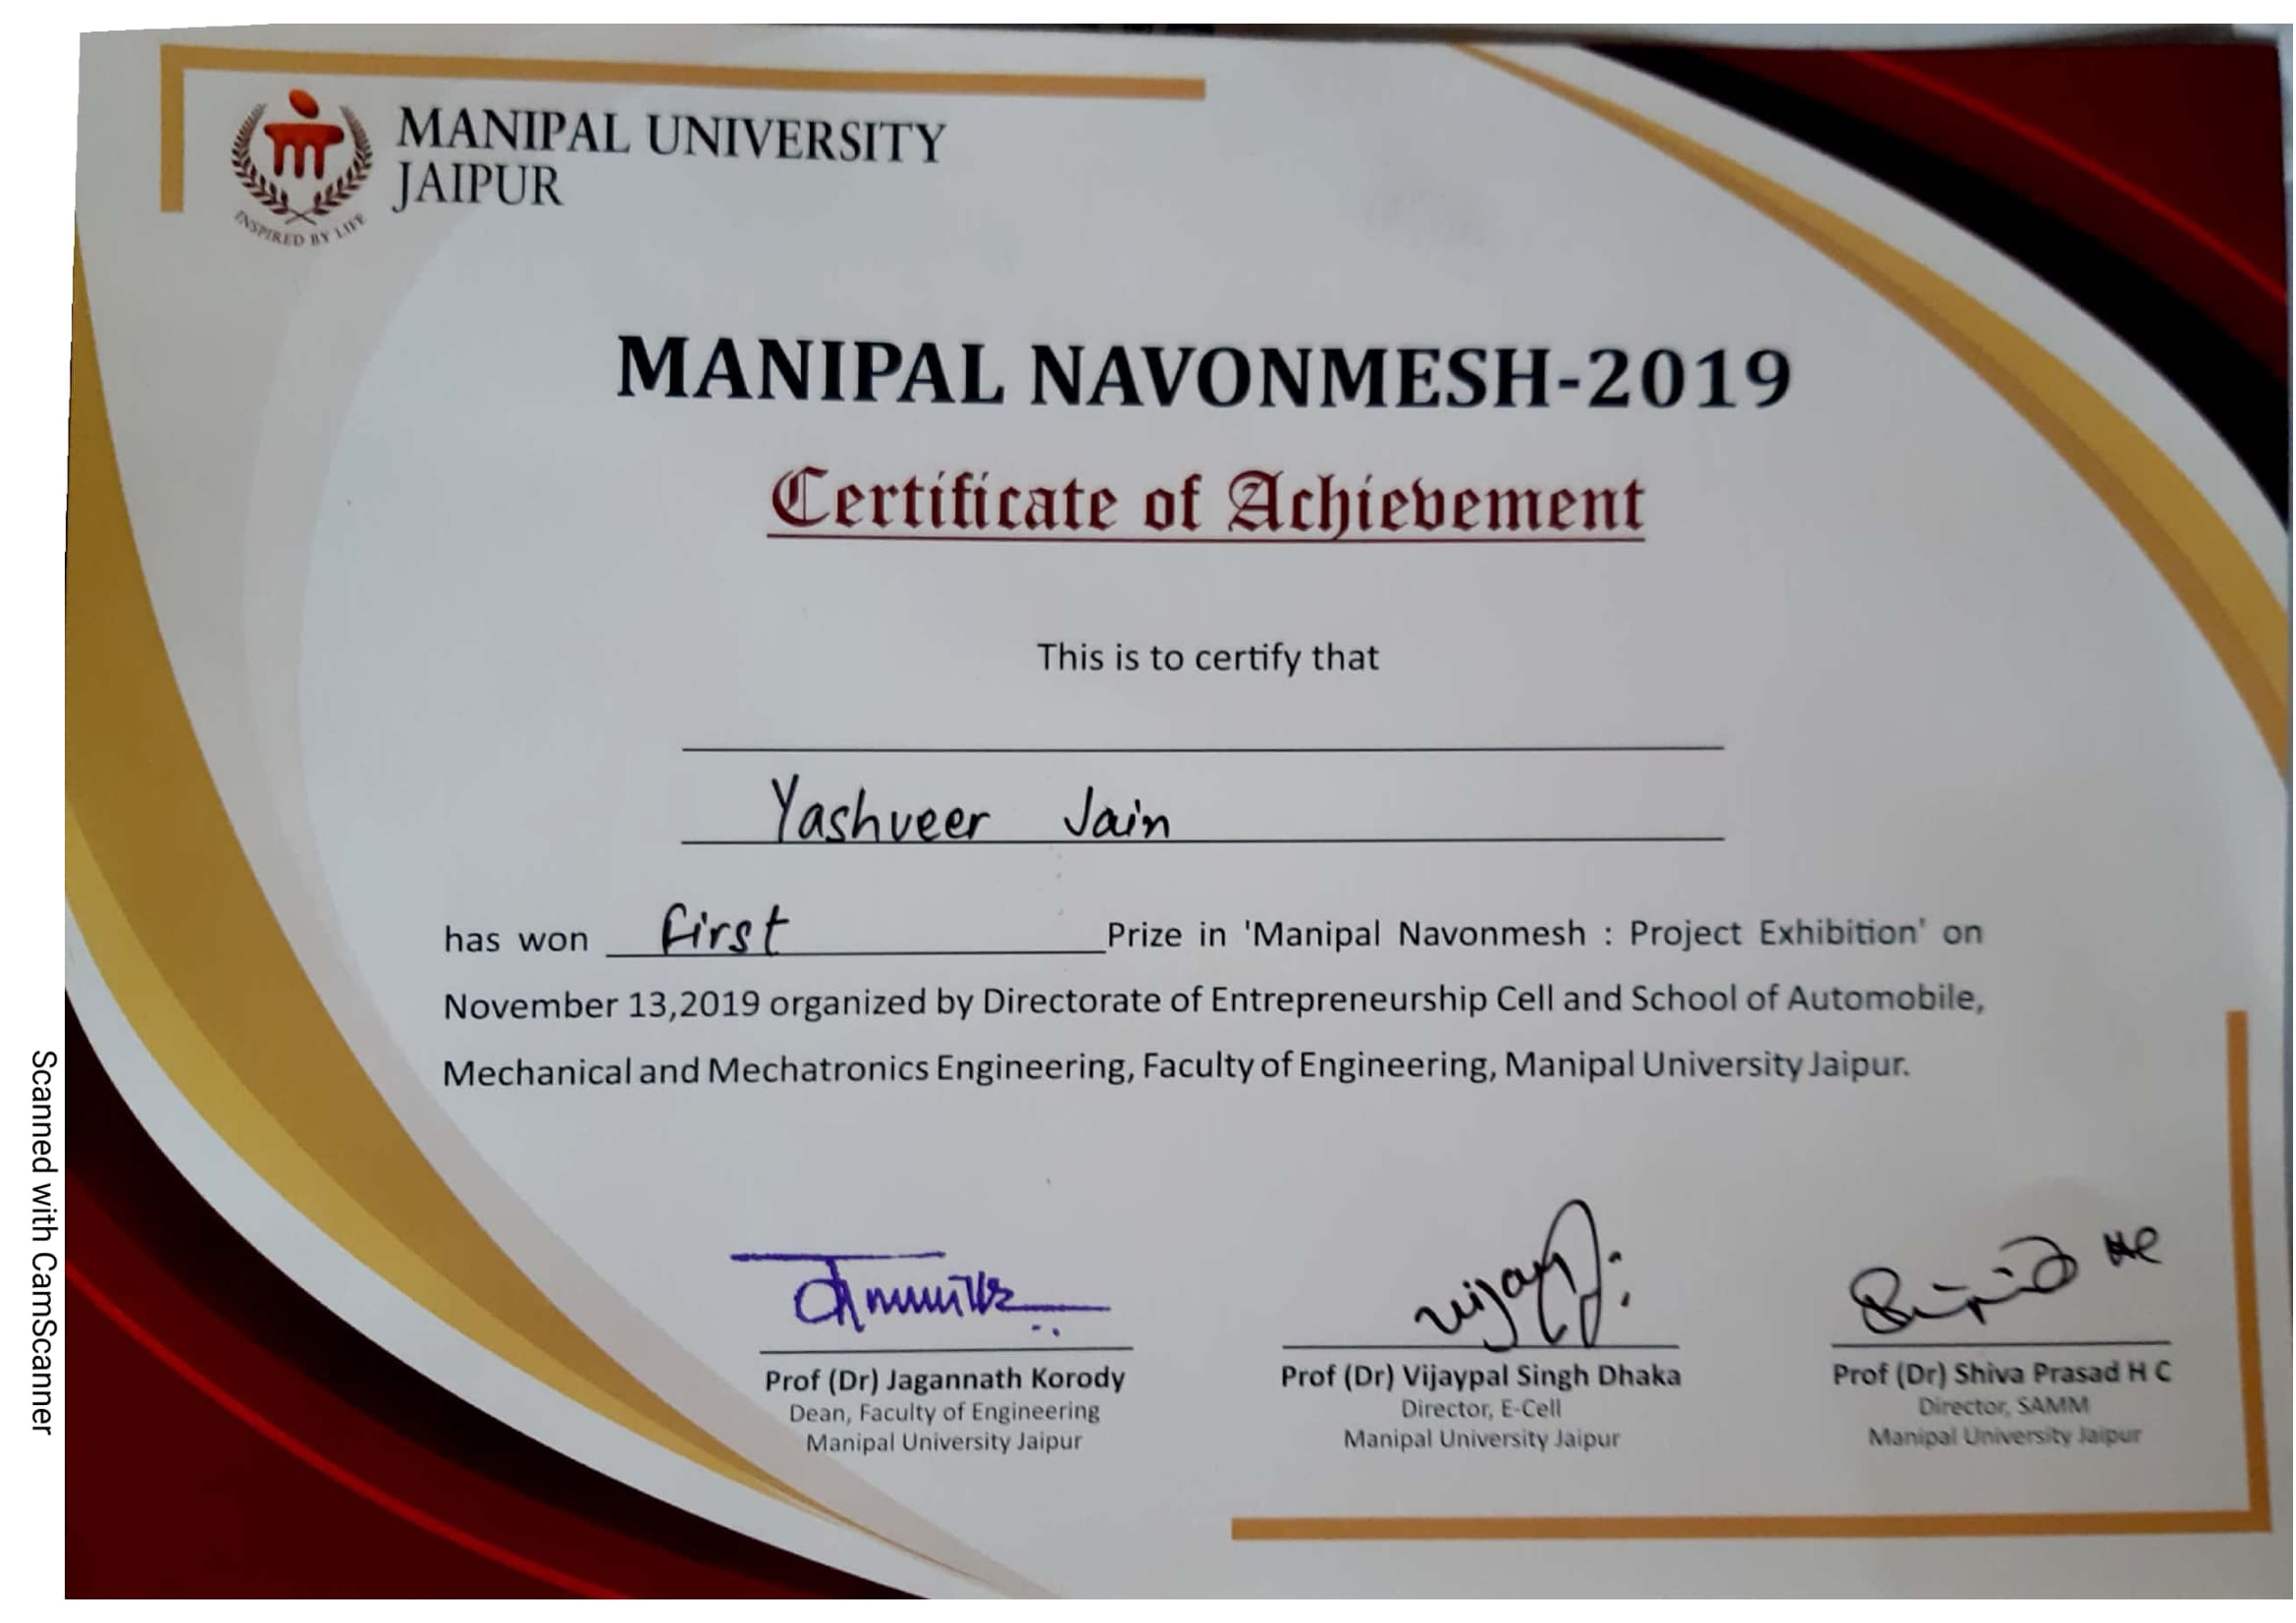 MANIPAL UNIVERSITY
JAIPUR
INSPIRED BY LIFE
MANIPAL NAVONMESH-2019
Certificate of Achievement
This is to certify that
Yashveer Jain
has won first Prize in 'Manipal Navonmesh : Project Exhibition' on
November 13,2019 organized by Directorate of Entrepreneurship Cell and School of Automobile,
Mechanical and Mechatronics Engineering, Faculty of Engineering, Manipal University Jaipur.
Prof (Dr) Jagannath Korody
Dean, Faculty of Engineering
Manipal University Jaipur
Prof (Dr) Vijaypal Singh Dhaka
Director, E-Cell
Manipal University Jaipur
Prof (Dr) Shiva Prasad H C
Director, SAMM
Manipal University Jaipur
Scanned with CamScanner